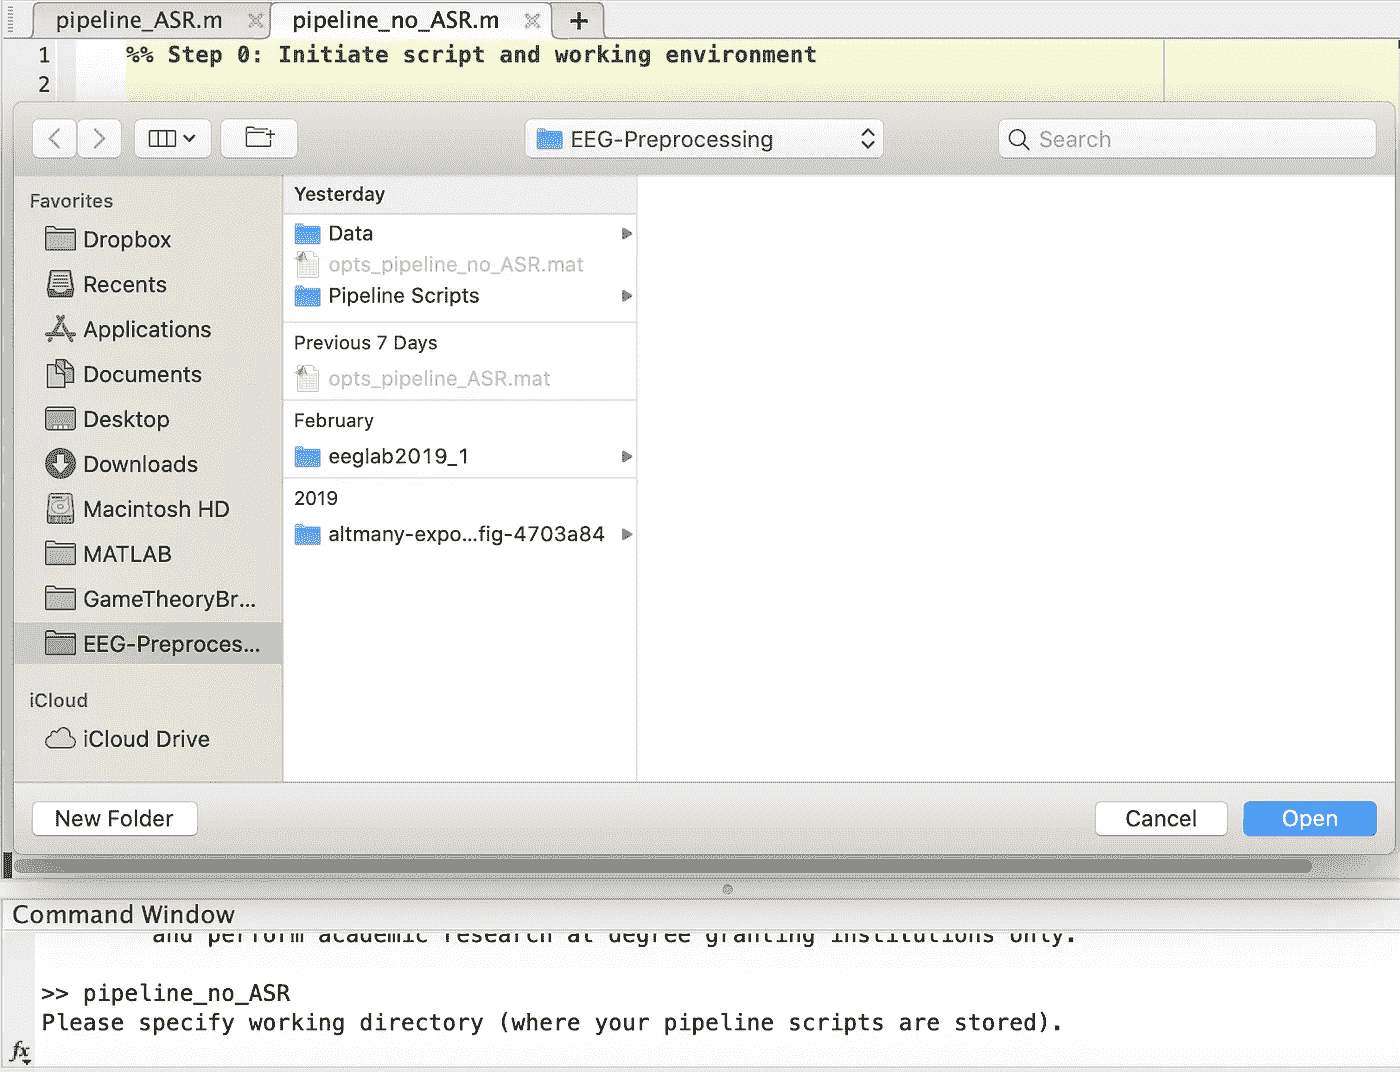 pipeline_ASR.m pipeline_no_ASR.m +
1 %% Step 0: Initiate script and working environment
2
EEG-Preprocessing Search
Favorites
Dropbox
Recents
Applications
Documents
Desktop
Downloads
Macintosh HD
MATLAB
GameTheoryBr...
EEG-Preproces...
iCloud
iCloud Drive
Yesterday
Data
opts_pipeline_no_ASR.mat
Pipeline Scripts
Previous 7 Days
opts_pipeline_ASR.mat
February
eeglab2019_1
2019
altmany-expo...fig-4703a84
New Folder Cancel Open
Command Window
and perform academic research at degree granting institutions only.
>> pipeline_no_ASR
Please specify working directory (where your pipeline scripts are stored).
fx